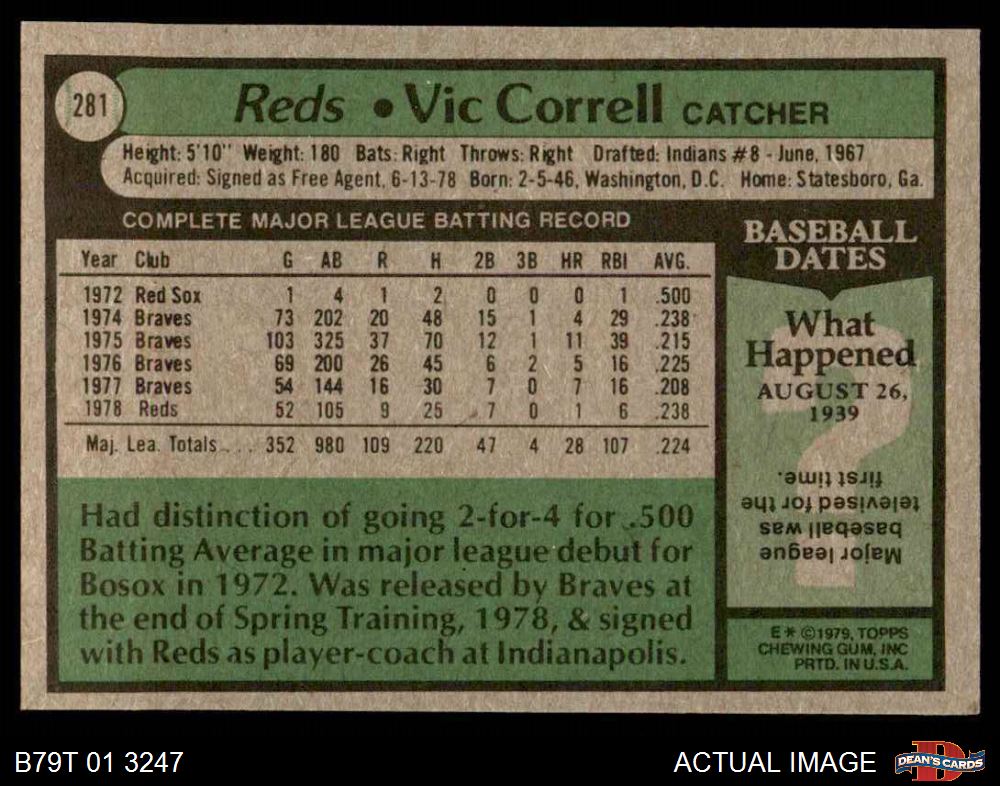 281
Reds • Vic Correll CATCHER
Height: 5'10" Weight: 180 Bats: Right Throws: Right Drafted: Indians #8 - June, 1967
Acquired: Signed as Free Agent, 6-13-78 Born: 2-5-46, Washington, D.C. Home: Statesboro, Ga.
COMPLETE MAJOR LEAGUE BATTING RECORD
Year Club G AB R H 2B 3B HR RBI AVG.
1972 Red Sox 1 4 1 2 0 0 0 1 .500
1974 Braves 73 202 20 48 15 1 4 29 .238
1975 Braves 103 325 37 70 12 1 11 39 .215
1976 Braves 69 200 26 45 6 2 5 16 .225
1977 Braves 54 144 16 30 7 0 7 16 .208
1978 Reds 52 105 9 25 7 0 1 6 .238
Maj. Lea. Totals... 352 980 109 220 47 4 28 107 .224
Had distinction of going 2-for-4 for .500
Batting Average in major league debut for
Bosox in 1972. Was released by Braves at
the end of Spring Training, 1978, & signed
with Reds as player-coach at Indianapolis.
BASEBALL
DATES
What
Happened
AUGUST 26,
1939
?
Major league
baseball was
televised for the
first time.
E * ©1979, TOPPS
CHEWING GUM, INC
PRTD. IN U.S.A.
B79T 01 3247
ACTUAL IMAGE
D
DEAN'S CARDS